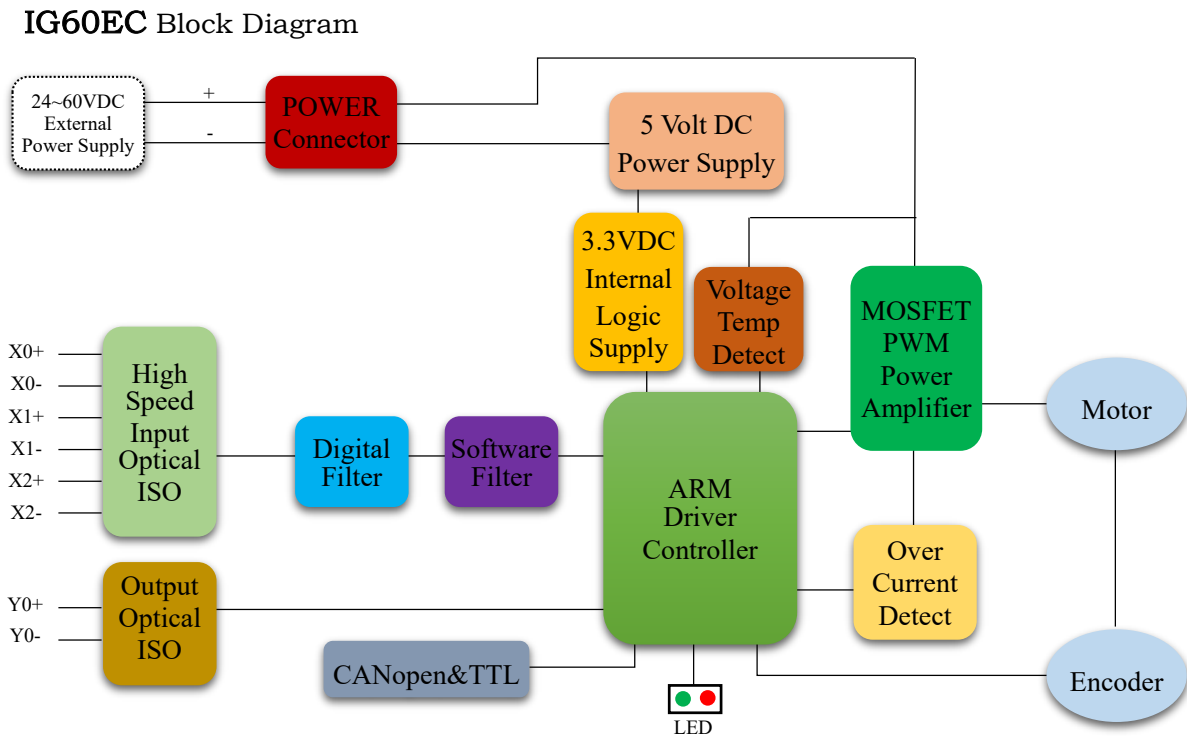 IG60EC Block Diagram
24~60VDC
External
Power Supply
+
-
POWER
Connector
5 Volt DC
Power Supply
3.3VDC
Internal
Logic
Supply
Voltage
Temp
Detect
MOSFET
PWM
Power
Amplifier
Motor
X0+
X0-
X1+
X1-
X2+
X2-
High
Speed
Input
Optical
ISO
Digital
Filter
Software
Filter
ARM
Driver
Controller
Over
Current
Detect
Y0+
Y0-
Output
Optical
ISO
CANopen&TTL
LED
Encoder